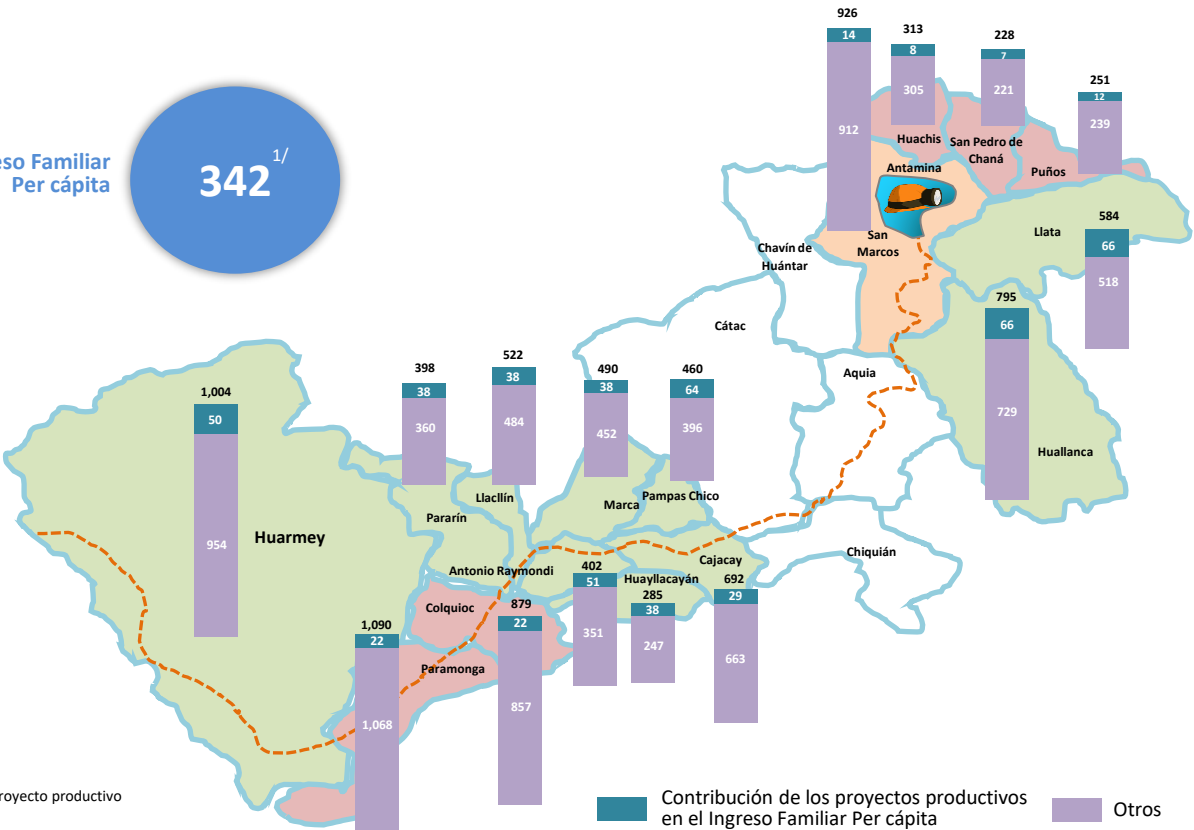 926
14
912
313
8
305
228
7
221
251
12
239
Familiar
Per cápita
342 1/
Huachis
San Pedro de
Chaná
Puños
Antamina
San
Marcos
Llata
584
66
518
Chavín de
Huántar
Cátac
Aquia
795
66
729
Huallanca
1,004
50
954
398
38
360
522
38
484
490
38
452
460
64
396
Llacllín
Pararín
Marca
Pampas Chico
Huarmey
Antonio Raymondi
402
51
351
Huayllacayán
285
38
247
Cajacay
692
29
663
Chiquián
Colquioc
879
22
857
1,090
22
1,068
Paramonga
productivo
Contribución de los proyectos productivos
en el Ingreso Familiar Per cápita
Otros